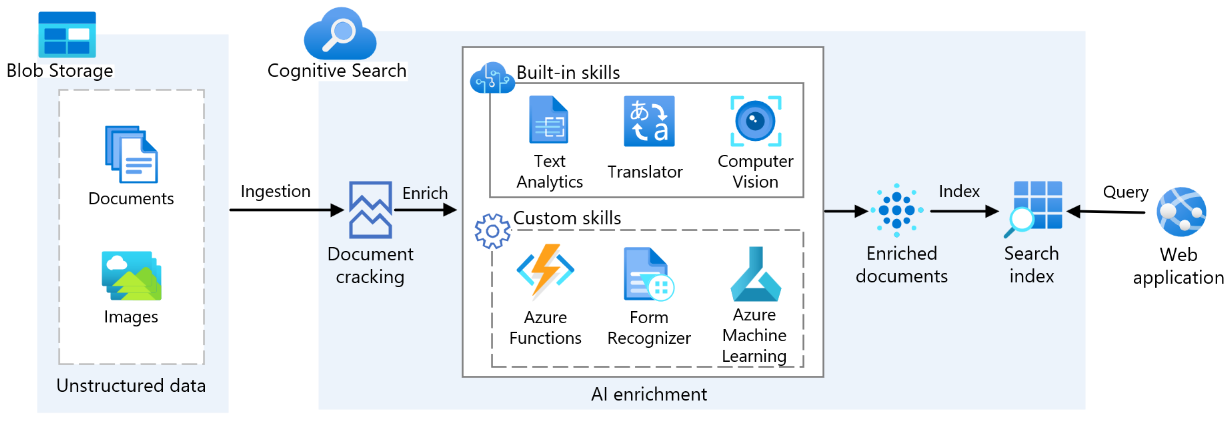 Blob Storage
Documents
Images
Unstructured data
Ingestion
Cognitive Search
Document
cracking
Enrich
Built-in skills
Text
Analytics
Translator
あ
a
Computer
Vision
Custom skills
Azure
Functions
Form
Recognizer
Azure
Machine
Learning
AI enrichment
Enriched
documents
Index
Search
index
Query
Web
application